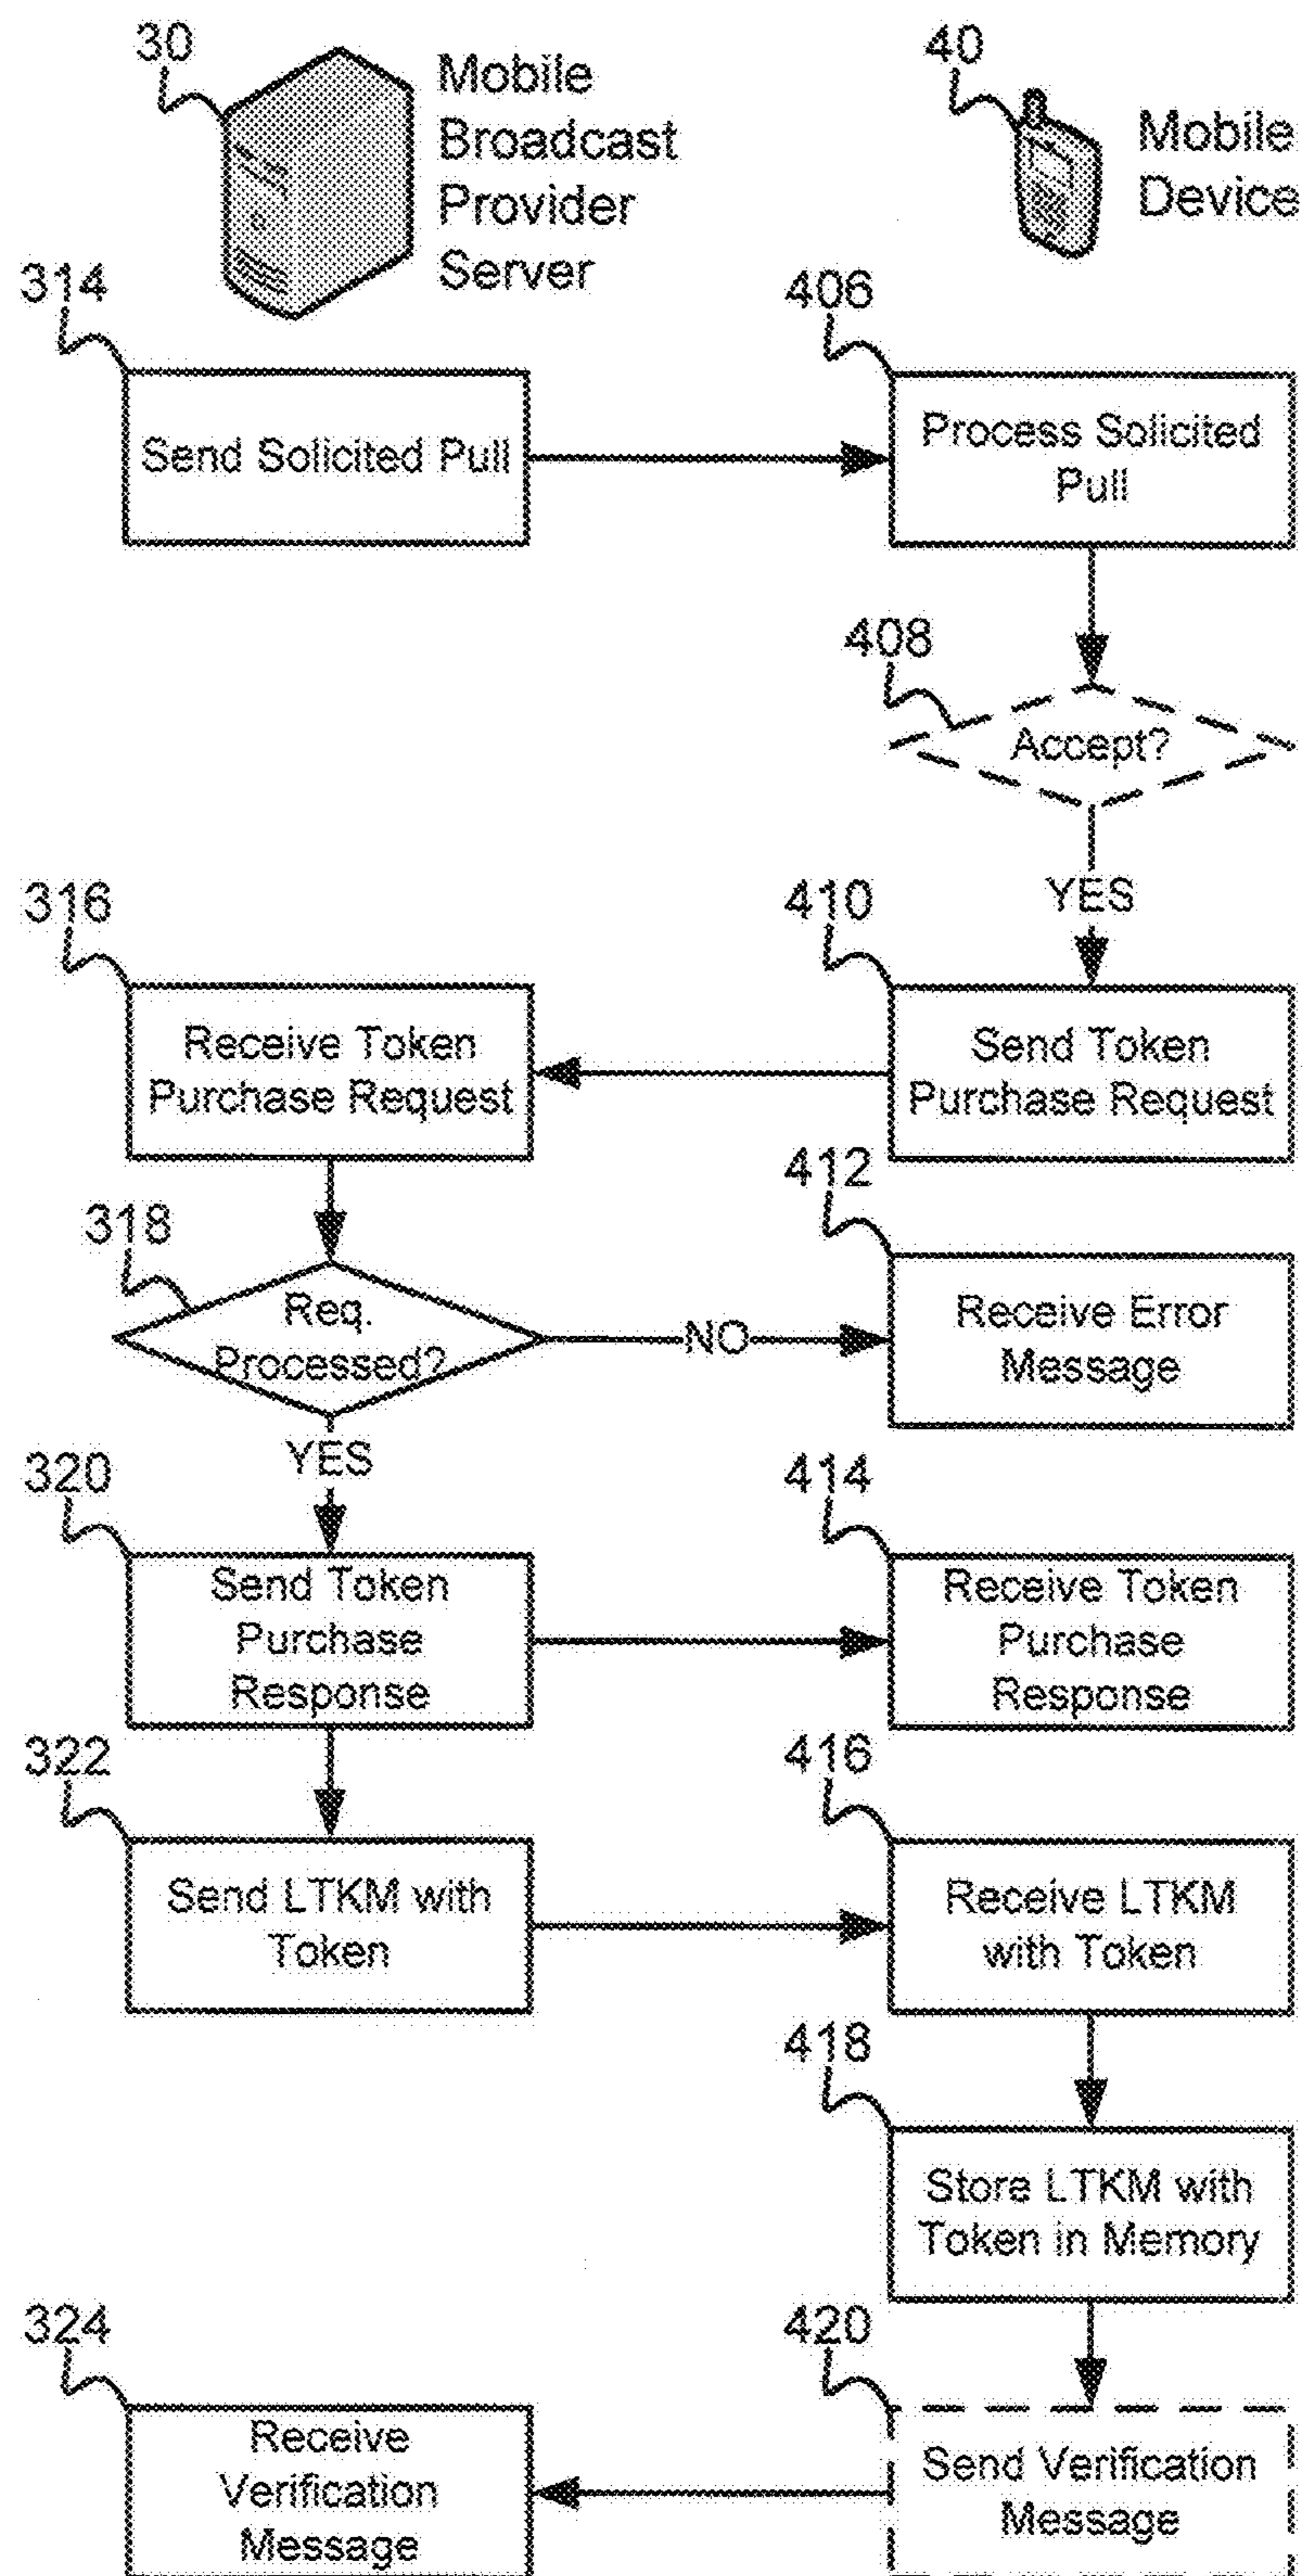 30
Mobile
Broadcast
Provider
Server
40
Mobile
Device
314
Send Solicited Pull
406
Process Solicited
Pull
408
Accept?
YES
316
Receive Token
Purchase Request
410
Send Token
Purchase Request
318
Req.
Processed?
NO
412
Receive Error
Message
YES
320
Send Token
Purchase
Response
414
Receive Token
Purchase
Response
322
Send LTKM with
Token
416
Receive LTKM
with Token
418
Store LTKM with
Token in Memory
324
Receive
Verification
Message
420
Send Verification
Message